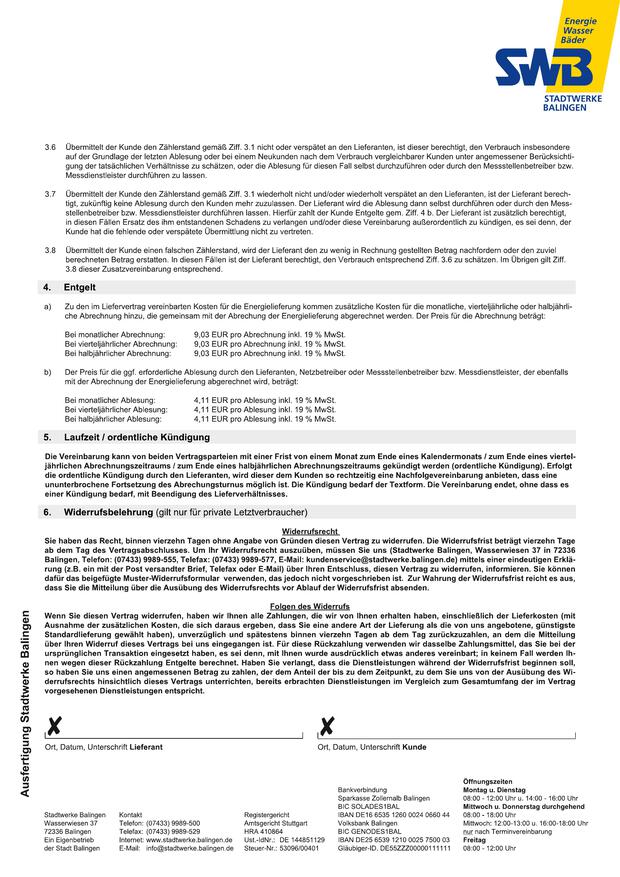 Energie
Wasser
Bäder
SWB
STADTWERKE
BALINGEN
3.6 Übermittelt der Kunde den Zählerstand gemäß Ziff. 3.1 nicht oder verspätet an den Lieferanten, ist dieser berechtigt, den Verbrauch insbesondere
auf der Grundlage der letzten Ablesung oder bei einem Neukunden nach dem Verbrauch vergleichbarer Kunden unter angemessener Berücksichti-
gung der tatsächlichen Verhältnisse zu schätzen, oder die Ablesung für diesen Fall selbst durchzuführen oder durch den Messstellenbetreiber bzw.
Messdienstleister durchführen zu lassen.
3.7 Übermittelt der Kunde den Zählerstand gemäß Ziff. 3.1 wiederholt nicht und/oder wiederholt verspätet an den Lieferanten, ist der Lieferant berech-
tigt, zukünftig keine Ablesung durch den Kunden mehr zuzulassen. Der Lieferant wird die Ablesung dann selbst durchführen oder durch den Mess-
stellenbetreiber bzw. Messdienstleister durchführen lassen. Hierfür zahlt der Kunde Entgelte gem. Ziff. 4 b. Der Lieferant ist zusätzlich berechtigt,
in diesen Fällen Ersatz des ihm entstandenen Schadens zu verlangen und/oder diese Vereinbarung außerordentlich zu kündigen, es sei denn, der
Kunde hat die fehlende oder verspätete Übermittlung nicht zu vertreten.
3.8 Übermittelt der Kunde einen falschen Zählerstand, wird der Lieferant den zu wenig in Rechnung gestellten Betrag nachfordern oder den zuviel
berechneten Betrag erstatten. In diesen Fällen ist der Lieferant berechtigt, den Verbrauch entsprechend Ziff. 3.6 zu schätzen. Im Übrigen gilt Ziff.
3.8 dieser Zusatzvereinbarung entsprechend.
4. Entgelt
a) Zu den im Liefervertrag vereinbarten Kosten für die Energielieferung kommen zusätzliche Kosten für die monatliche, vierteljährliche oder halbjährli-
che Abrechnung hinzu, die gemeinsam mit der Abrechung der Energielieferung abgerechnet werden. Der Preis für die Abrechnung beträgt:
Bei monatlicher Abrechnung: 9,03 EUR pro Abrechnung inkl. 19 % MwSt.
Bei vierteljährlicher Abrechnung: 9,03 EUR pro Abrechnung inkl. 19 % MwSt.
Bei halbjährlicher Abrechnung: 9,03 EUR pro Abrechnung inkl. 19 % MwSt.
b) Der Preis für die ggf. erforderliche Ablesung durch den Lieferanten, Netzbetreiber oder Messstellenbetreiber bzw. Messdienstleister, der ebenfalls
mit der Abrechnung der Energielieferung abgerechnet wird, beträgt:
Bei monatlicher Ablesung: 4,11 EUR pro Ablesung inkl. 19 % MwSt.
Bei vierteljährlicher Ablesung: 4,11 EUR pro Ablesung inkl. 19 % MwSt.
Bei halbjährlicher Ablesung: 4,11 EUR pro Ablesung inkl. 19 % MwSt.
5. Laufzeit / ordentliche Kündigung
Die Vereinbarung kann von beiden Vertragsparteien mit einer Frist von einem Monat zum Ende eines Kalendermonats / zum Ende eines viertel-
jährlichen Abrechnungszeitraums / zum Ende eines halbjährlichen Abrechnungszeitraums gekündigt werden (ordentliche Kündigung). Erfolgt
die ordentliche Kündigung durch den Lieferanten, wird dieser dem Kunden so rechtzeitig eine Nachfolgevereinbarung anbieten, dass eine
ununterbrochene Fortsetzung des Abrechungsturnus möglich ist. Die Kündigung bedarf der Textform. Die Vereinbarung endet, ohne dass es
einer Kündigung bedarf, mit Beendigung des Lieferverhältnisses.
6. Widerrufsbelehrung (gilt nur für private Letztverbraucher)
Widerrufsrecht
Sie haben das Recht, binnen vierzehn Tagen ohne Angabe von Gründen diesen Vertrag zu widerrufen. Die Widerrufsfrist beträgt vierzehn Tage
ab dem Tag des Vertragsabschlusses. Um Ihr Widerrufsrecht auszuüben, müssen Sie uns (Stadtwerke Balingen, Wasserwiesen 37 in 72336
Balingen, Telefon: (07433) 9989-555, Telefax: (07433) 9989-577, E-Mail: kundenservice@stadtwerke.balingen.de) mittels einer eindeutigen Erklä-
rung (z.B. ein mit der Post versandter Brief, Telefax oder E-Mail) über Ihren Entschluss, diesen Vertrag zu widerrufen, informieren. Sie können
dafür das beigefügte Muster-Widerrufsformular verwenden, das jedoch nicht vorgeschrieben ist. Zur Wahrung der Widerrufsfrist reicht es aus,
dass Sie die Mitteilung über die Ausübung des Widerrufsrechts vor Ablauf der Widerrufsfrist absenden.
Folgen des Widerrufs
Wenn Sie diesen Vertrag widerrufen, haben wir Ihnen alle Zahlungen, die wir von Ihnen erhalten haben, einschließlich der Lieferkosten (mit
Ausnahme der zusätzlichen Kosten, die sich daraus ergeben, dass Sie eine andere Art der Lieferung als die von uns angebotene, günstigste
Standardlieferung gewählt haben), unverzüglich und spätestens binnen vierzehn Tagen ab dem Tag zurückzuzahlen, an dem die Mitteilung
über Ihren Widerruf dieses Vertrags bei uns eingegangen ist. Für diese Rückzahlung verwenden wir dasselbe Zahlungsmittel, das Sie bei der
ursprünglichen Transaktion eingesetzt haben, es sei denn, mit Ihnen wurde ausdrücklich etwas anderes vereinbart; in keinem Fall werden Ih-
nen wegen dieser Rückzahlung Entgelte berechnet. Haben Sie verlangt, dass die Dienstleistungen während der Widerrufsfrist beginnen soll,
so haben Sie uns einen angemessenen Betrag zu zahlen, der dem Anteil der bis zu dem Zeitpunkt, zu dem Sie uns von der Ausübung des Wi-
derrufsrechts hinsichtlich dieses Vertrags unterrichten, bereits erbrachten Dienstleistungen im Vergleich zum Gesamtumfang der im Vertrag
vorgesehenen Dienstleistungen entspricht.
Ausfertigung Stadtwerke Balingen
✗ ✗
Ort, Datum, Unterschrift Lieferant Ort, Datum, Unterschrift Kunde
Stadtwerke Balingen
Wasserwiesen 37
72336 Balingen
Ein Eigenbetrieb
der Stadt Balingen
Kontakt
Telefon: (07433) 9989-500
Telefax: (07433) 9989-529
Internet: www.stadtwerke.balingen.de
E-Mail: info@stadtwerke.balingen.de
Registergericht
Amtsgericht Stuttgart
HRA 410864
Ust.-IdNr.: DE 144851129
Steuer-Nr.: 53096/00401
Bankverbindung
Sparkasse Zollernalb Balingen
BIC SOLADES1BAL
IBAN DE16 6535 1260 0024 0660 44
Volksbank Balingen
BIC GENODES1BAL
IBAN DE25 6539 1210 0025 7500 03
Gläubiger-ID. DE55ZZZ00000111111
Öffnungszeiten
Montag u. Dienstag
08:00 - 12:00 Uhr u. 14:00 - 16:00 Uhr
Mittwoch u. Donnerstag durchgehend
08:00 - 18:00 Uhr
Mittwoch: 12:00-13:00 u. 16:00-18:00 Uhr
nur nach Terminvereinbarung
Freitag
08:00 - 12:00 Uhr